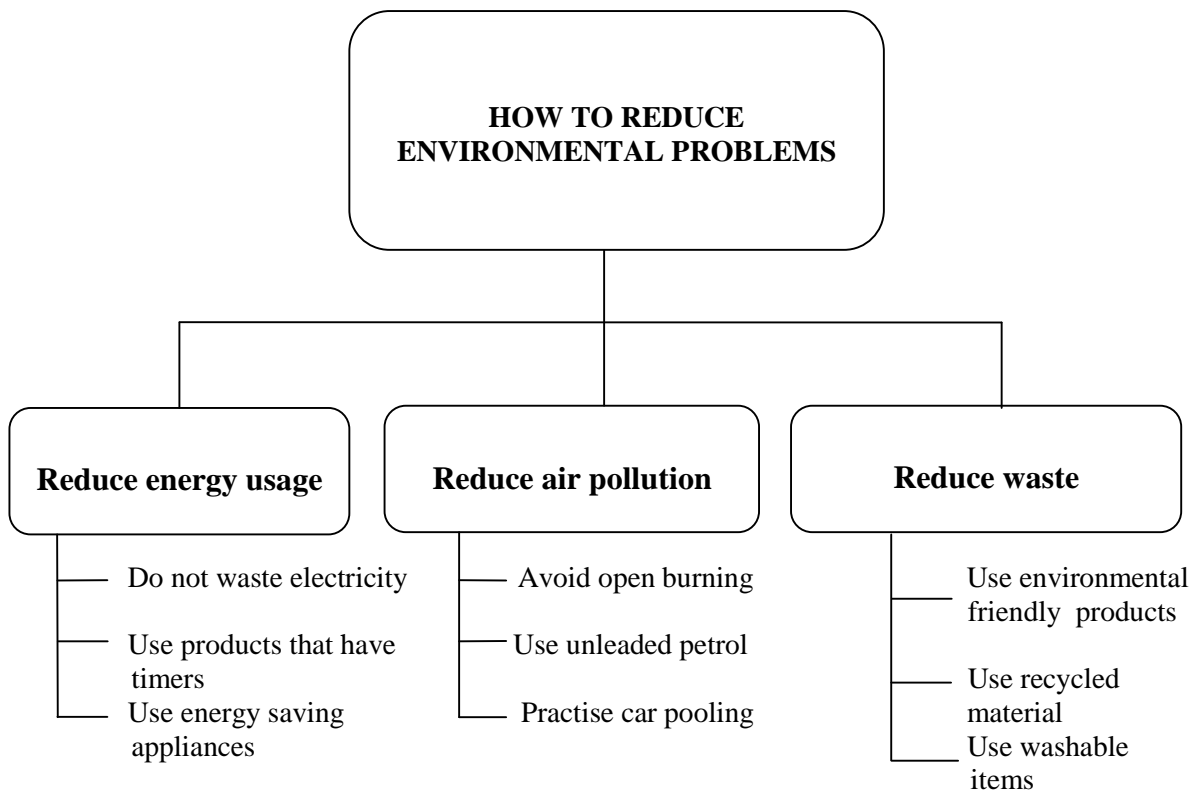 HOW TO REDUCE
ENVIRONMENTAL PROBLEMS
Reduce energy usage
Do not waste electricity
Use products that have
timers
Use energy saving
appliances
Reduce air pollution
Avoid open burning
Use unleaded petrol
Practise car pooling
Reduce waste
Use environmental
friendly products
Use recycled
material
Use washable
items